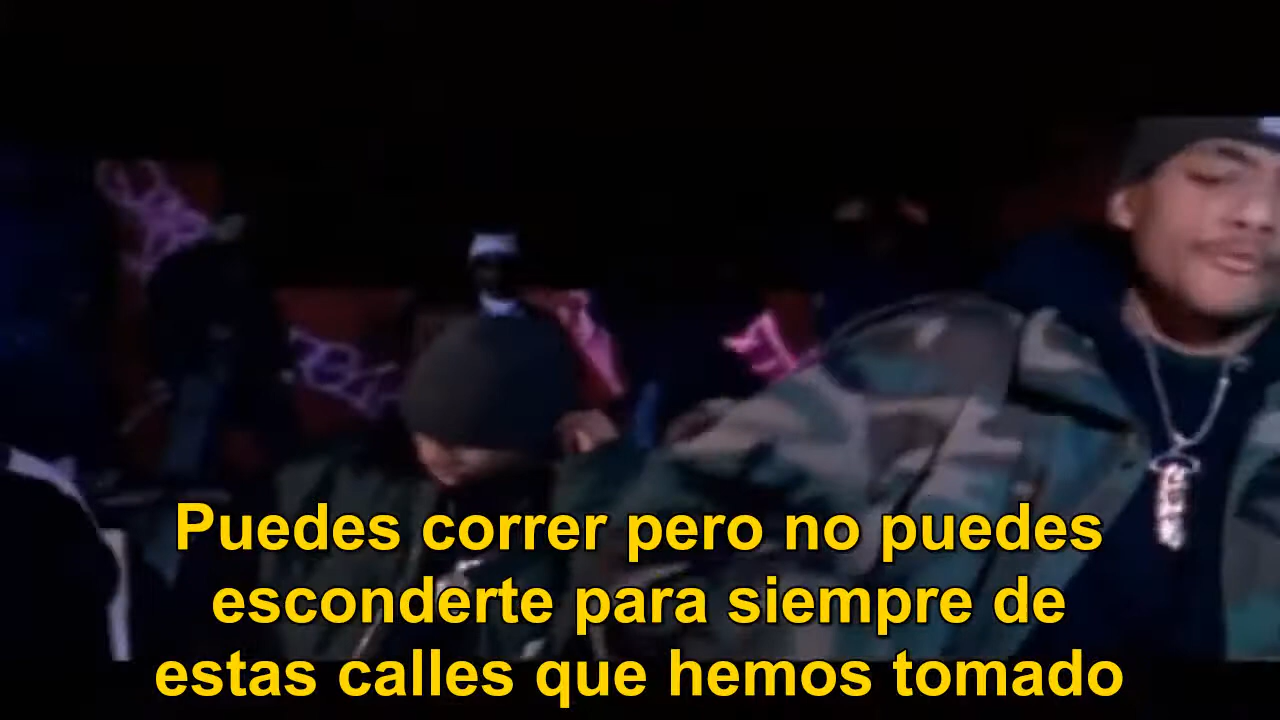 Puedes correr pero no puedes
esconderte para siempre de
estas calles que hemos tomado